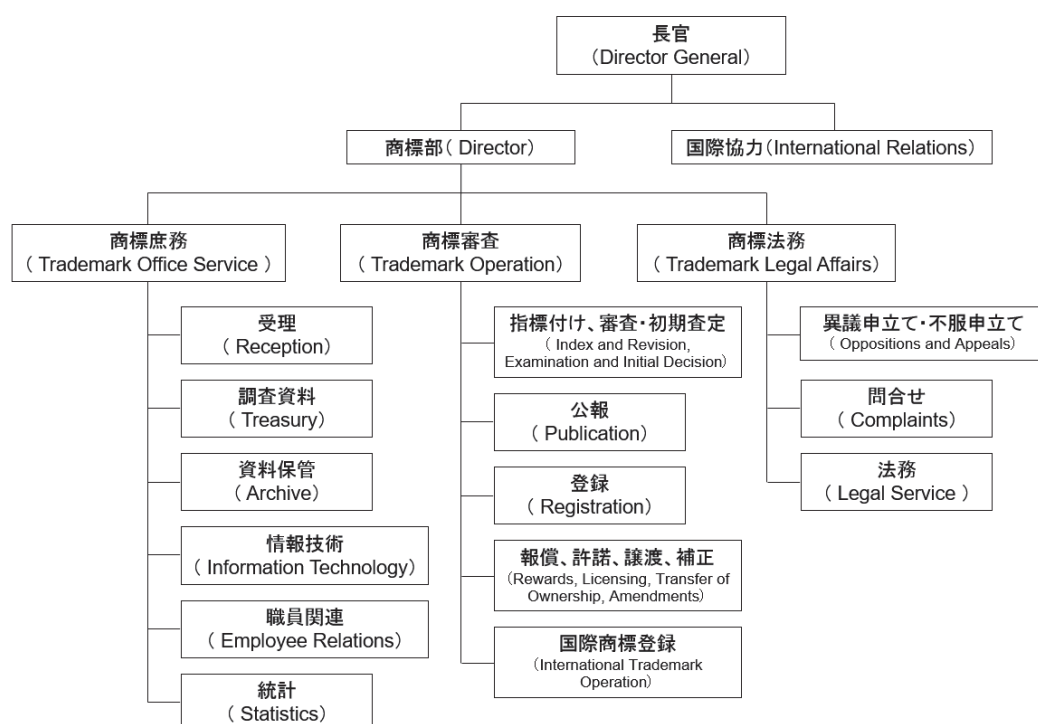 長官
（Director General）
商標部（ Director）
国際協力（International Relations）
商標庶務
（ Trademark Office Service ）
商標審査
（ Trademark Operation）
商標法務
（ Trademark Legal Affairs）
受理
（ Reception）
調査資料
（ Treasury）
資料保管
（ Archive）
情報技術
（ Information Technology）
職員関連
（ Employee Relations）
統計
（ Statistics）
指標付け、審査・初期査定
（ Index and Revision,
Examination and Initial Decision）
公報
（ Publication）
登録
（ Registration）
報償、許諾、譲渡、補正
（Rewards, Licensing, Transfer of
Ownership, Amendments）
国際商標登録
（International Trademark
Operation）
異議申立て・不服申立て
（ Oppositions and Appeals）
問合せ
（ Complaints）
法務
（ Legal Service ）